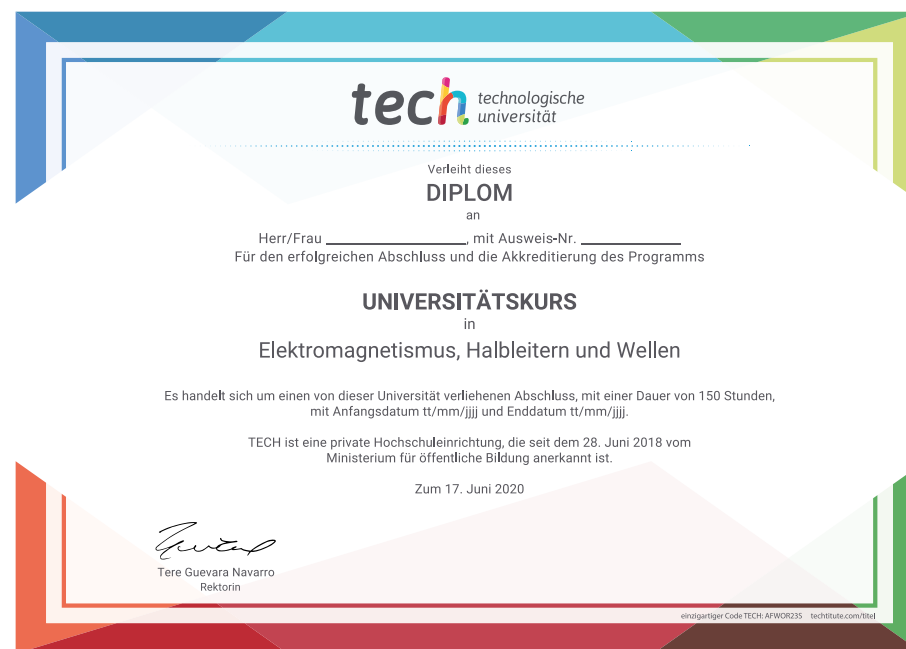 tech technologische
universität
Verleiht dieses
DIPLOM
an
Herr/Frau ____________________, mit Ausweis-Nr. ______________
Für den erfolgreichen Abschluss und die Akkreditierung des Programms
UNIVERSITÄTSKURS
in
Elektromagnetismus, Halbleitern und Wellen
Es handelt sich um einen von dieser Universität verliehenen Abschluss, mit einer Dauer von 150 Stunden,
mit Anfangsdatum tt/mm/jjjj und Enddatum tt/mm/jjjj.
TECH ist eine private Hochschuleinrichtung, die seit dem 28. Juni 2018 vom
Ministerium für öffentliche Bildung anerkannt ist.
Zum 17. Juni 2020
Tere Guevara Navarro
Rektorin
einzigartiger Code TECH: AFWOR23S techtitute.com/titel